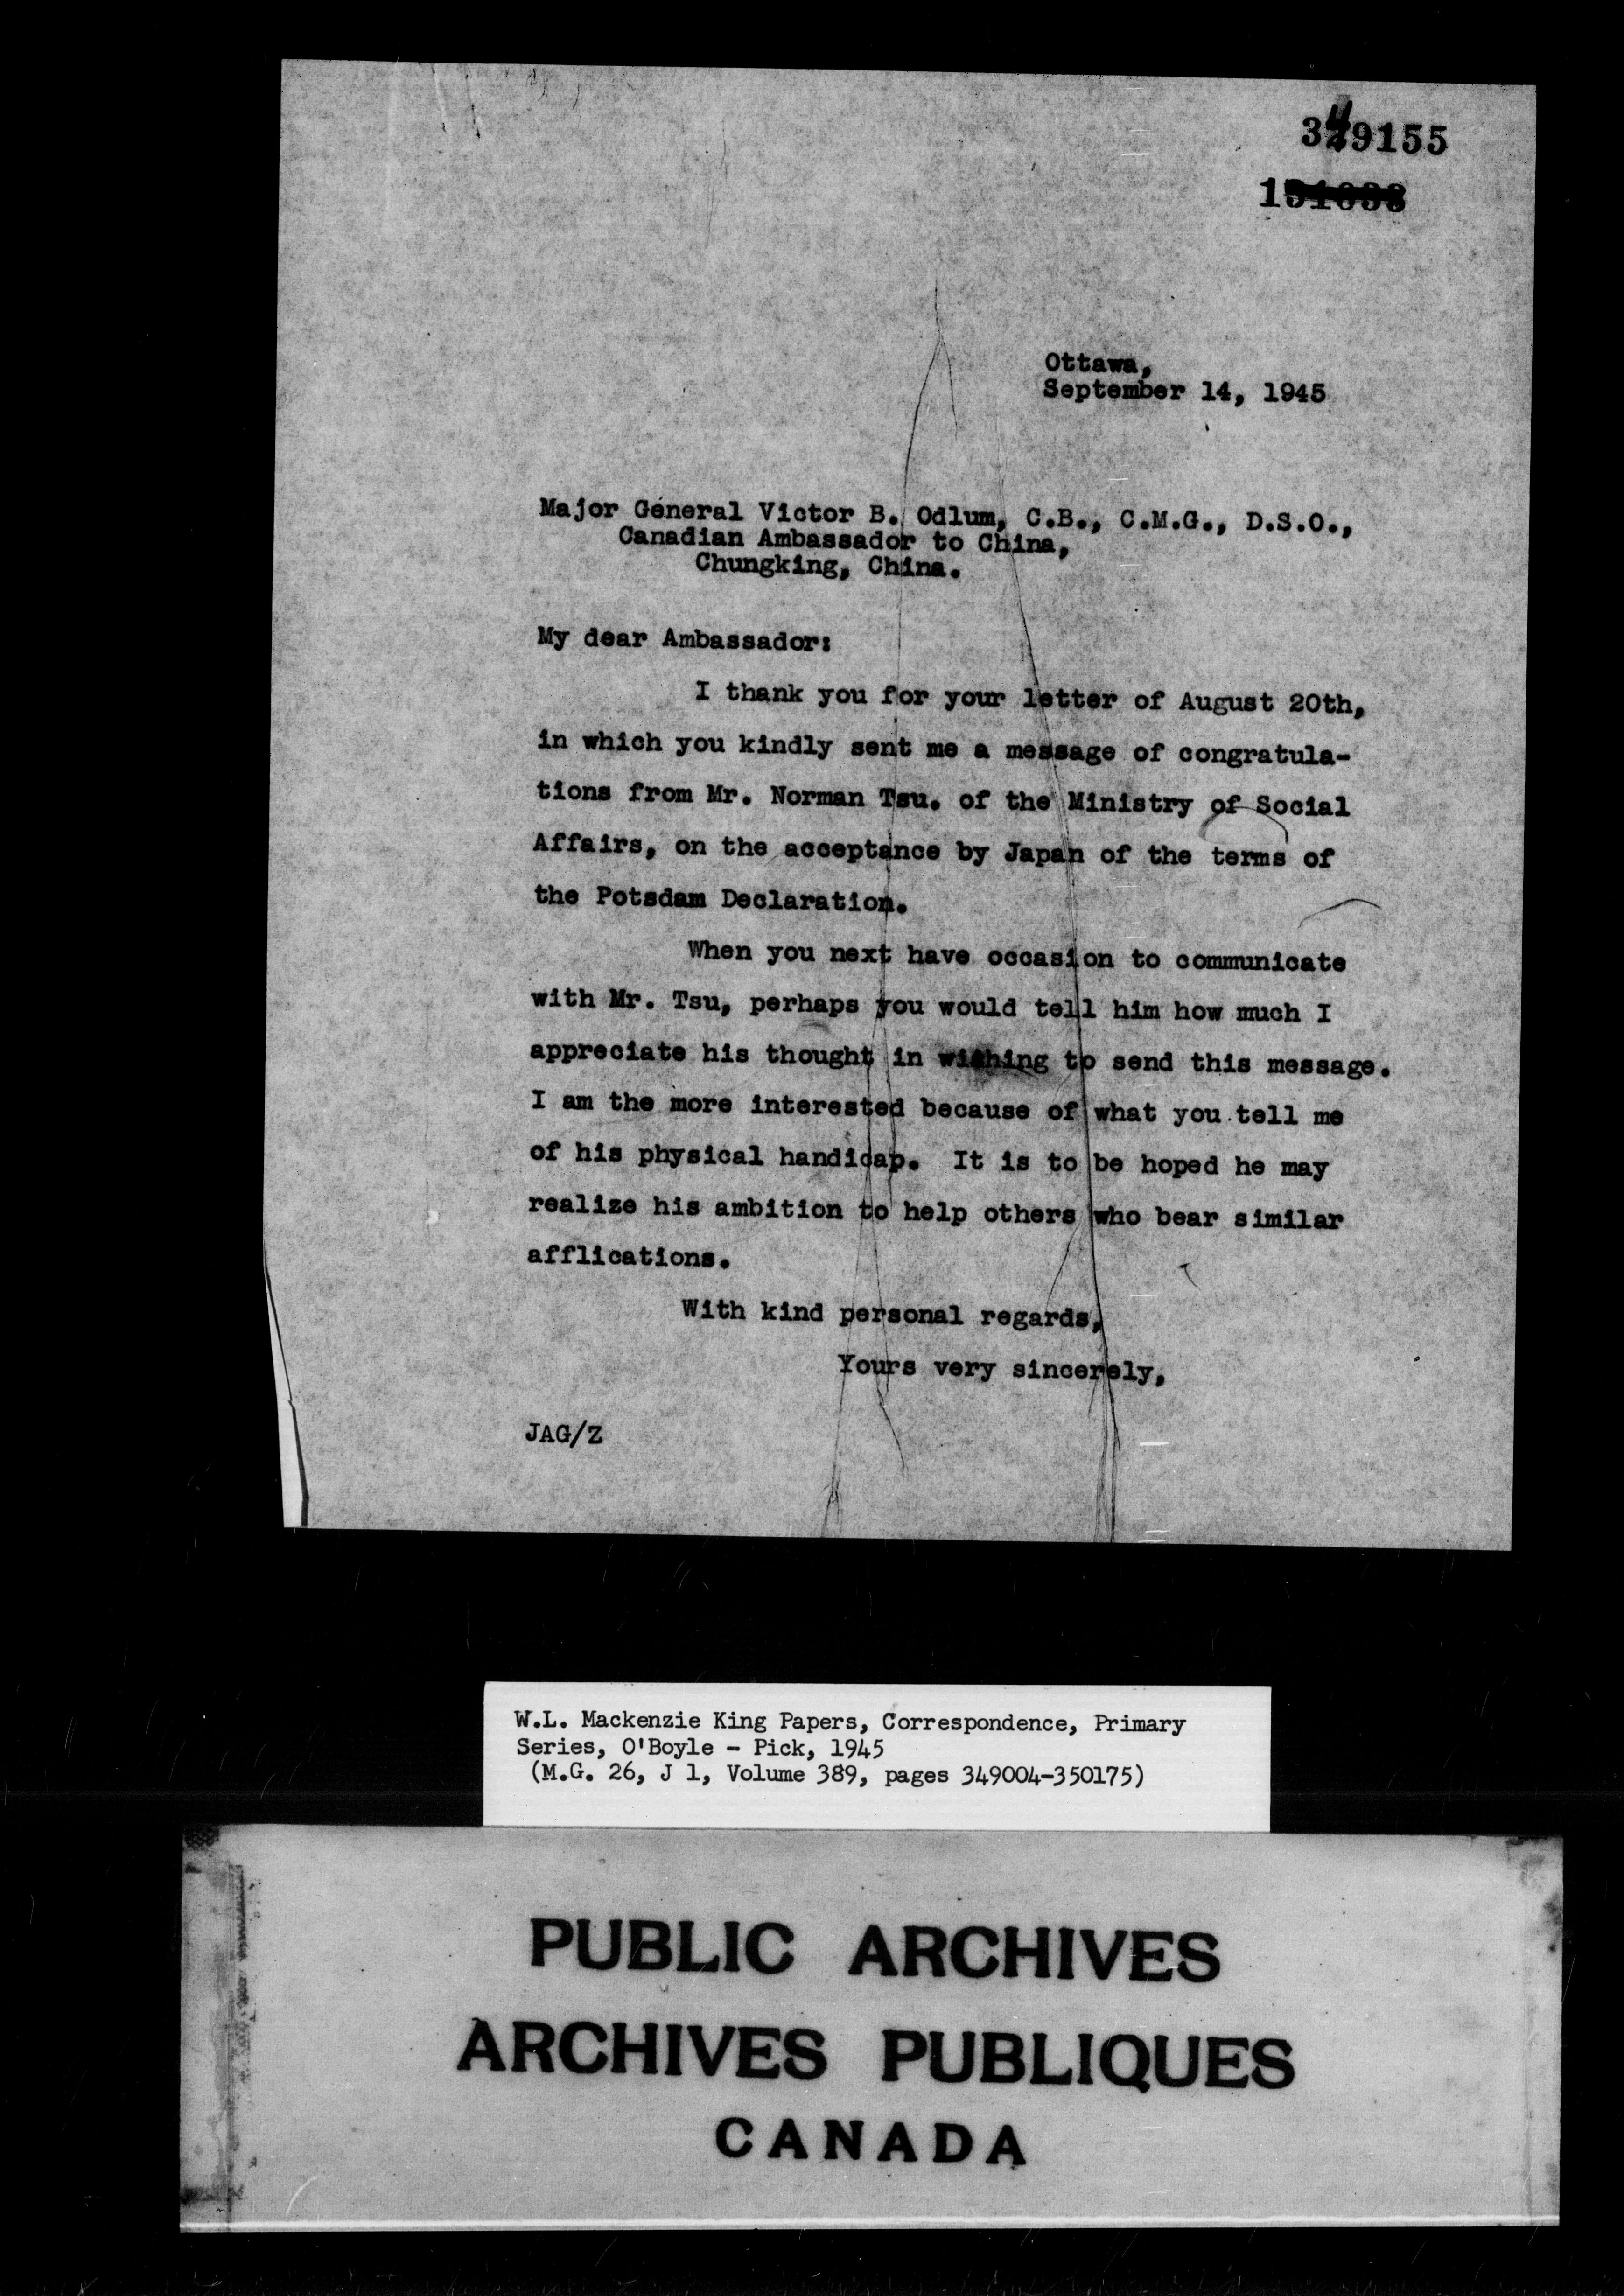 349155
Ottawa,
September 14, 1945
Major General Victor B. Odlum, C.B., C.M.G., D.S.O.,
Canadian Ambassador to China,
Chungking, China.
My dear Ambassador:
I thank you for your letter of August 20th,
in which you kindly sent me a message of congratula-
tions from Mr. Norman Tsu. of the Ministry of Social
Affairs, on the acceptance by Japan of the terms of
the Potsdam Declaration.
When you next have occasion to communicate
with Mr. Tsu, perhaps you would tell him how much I
appreciate his thought in wishing to send this message.
I am the more interested because of what you tell me
of his physical handicap. It is to be hoped he may
realize his ambition to help others who bear similar
afflications.
With kind personal regards,
Yours very sincerely,
JAG/Z
W.L. Mackenzie King Papers, Correspondence, Primary
Series, O'Boyle - Pick, 1945
(M.G. 26, J 1, Volume 389, pages 349004-350175)
PUBLIC ARCHIVES
ARCHIVES PUBLIQUES
CANADA